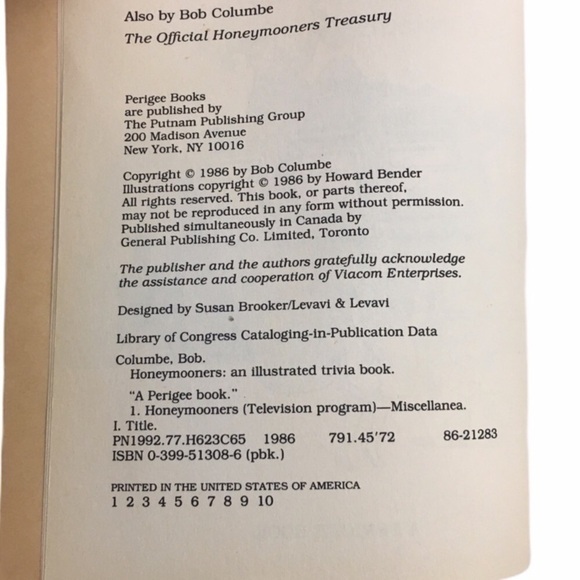 Also by Bob Columbe
The Official Honeymooners Treasury
Perigee Books
are published by
The Putnam Publishing Group
200 Madison Avenue
New York, NY 10016
Copyright © 1986 by Bob Columbe
Illustrations copyright © 1986 by Howard Bender
All rights reserved. This book, or parts thereof,
may not be reproduced in any form without permission.
Published simultaneously in Canada by
General Publishing Co. Limited, Toronto
The publisher and the authors gratefully acknowledge
the assistance and cooperation of Viacom Enterprises.
Designed by Susan Brooker/Levavi & Levavi
Library of Congress Cataloging-in-Publication Data
Columbe, Bob.
Honeymooners: an illustrated trivia book.
"A Perigee book."
1. Honeymooners (Television program)—Miscellanea.
I. Title.
PN1992.77.H623C65 1986 791.45'72 86-21283
ISBN 0-399-51308-6 (pbk.)
PRINTED IN THE UNITED STATES OF AMERICA
1 2 3 4 5 6 7 8 9 10